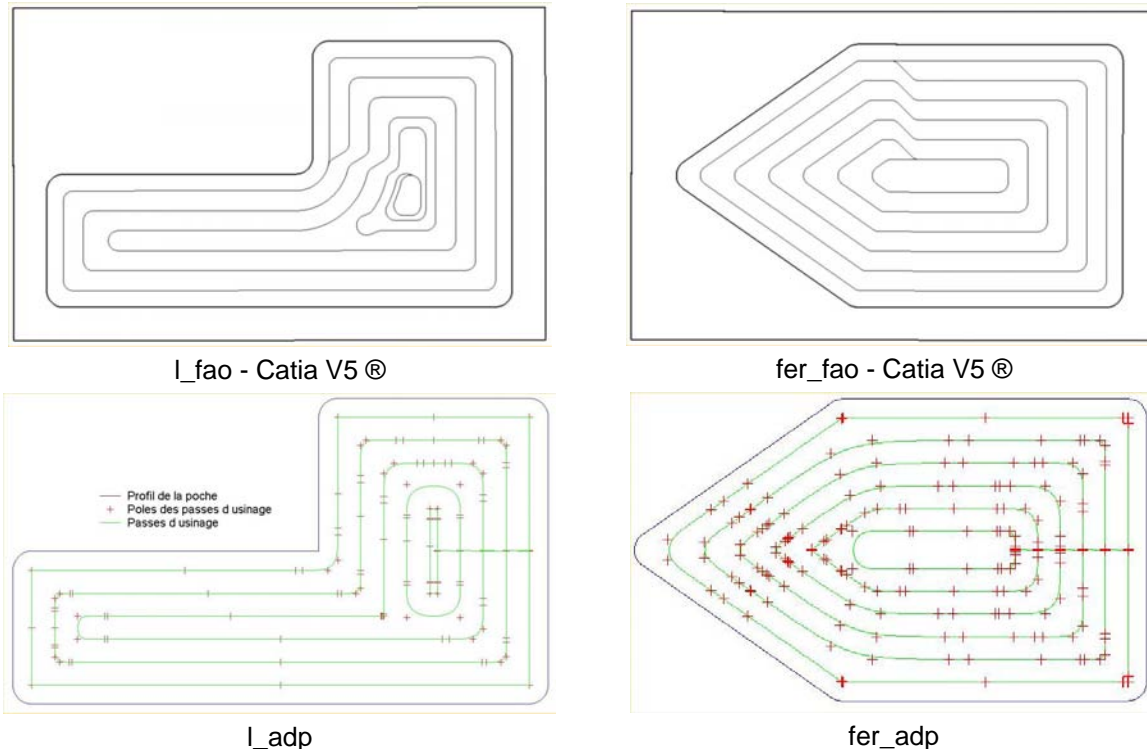 l_fao - Catia V5 ®
fer_fao - Catia V5 ®
Profil de la poche
Poles des passes d usinage
Passes d usinage
l_adp
fer_adp